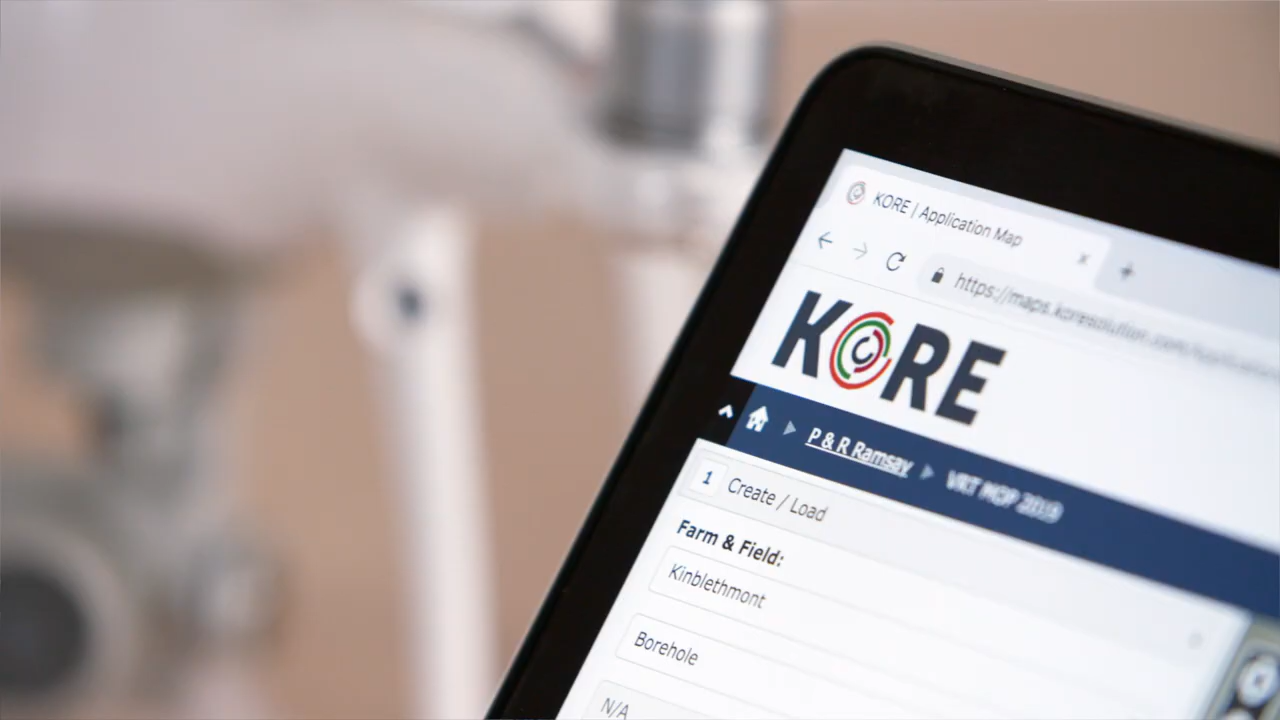 KORE | Application Map
https://maps.koresolution.com/
KORE
P & R Ramsay VRT MOP 2019
1 Create / Load
Farm & Field:
Kinblethmont
Borehole
N/A